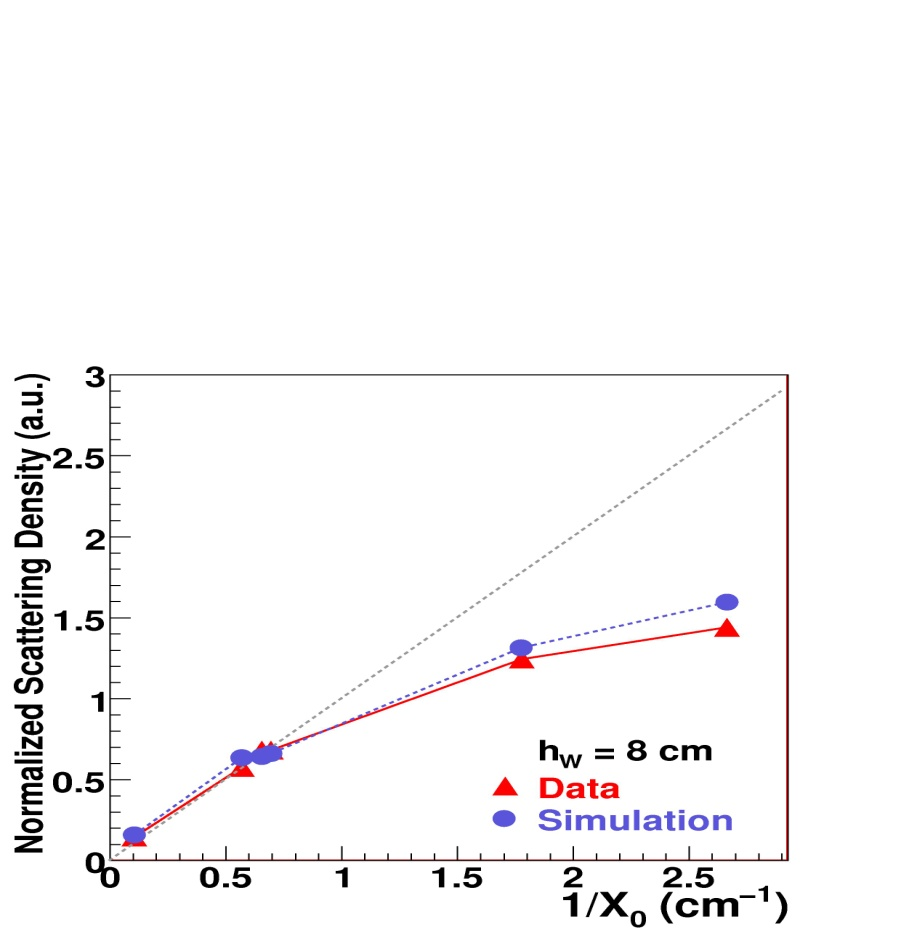 Normalized Scattering Density (a.u.)
3
2.5
2
1.5
1
0.5
0
0 0.5 1 1.5 2 2.5
1/X₀ (cm⁻¹)
h_W = 8 cm
Data
Simulation